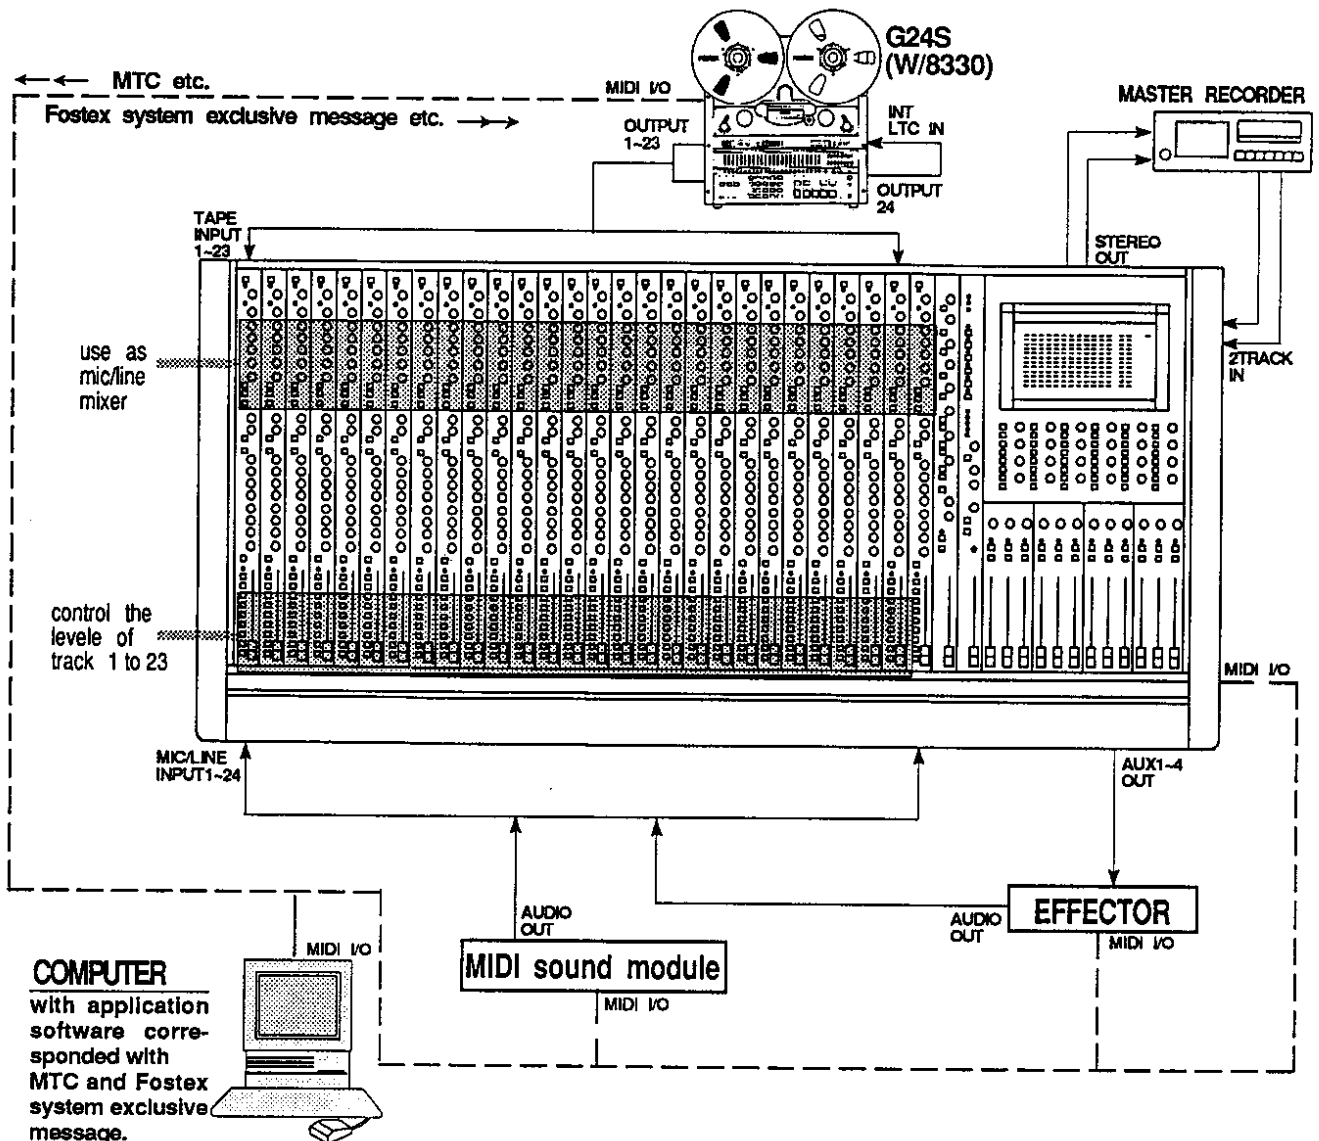 G24S
(W/8330)
MTC etc.
MIDI I/O
Fostex system exclusive message etc.
OUTPUT
1~23
INT
LTC IN
MASTER RECORDER
OUTPUT
24
TAPE
INPUT
1~23
STEREO
OUT
use as
mic/line
mixer
2TRACK
IN
control the
levele of
track 1 to 23
MIDI I/O
MIC/LINE
INPUT1~24
AUX1~4
OUT
AUDIO
OUT
AUDIO
OUT
EFFECTOR
MIDI I/O
MIDI I/O
MIDI sound module
MIDI I/O
COMPUTER
with application
software corre-
sponded with
MTC and Fostex
system exclusive
message.